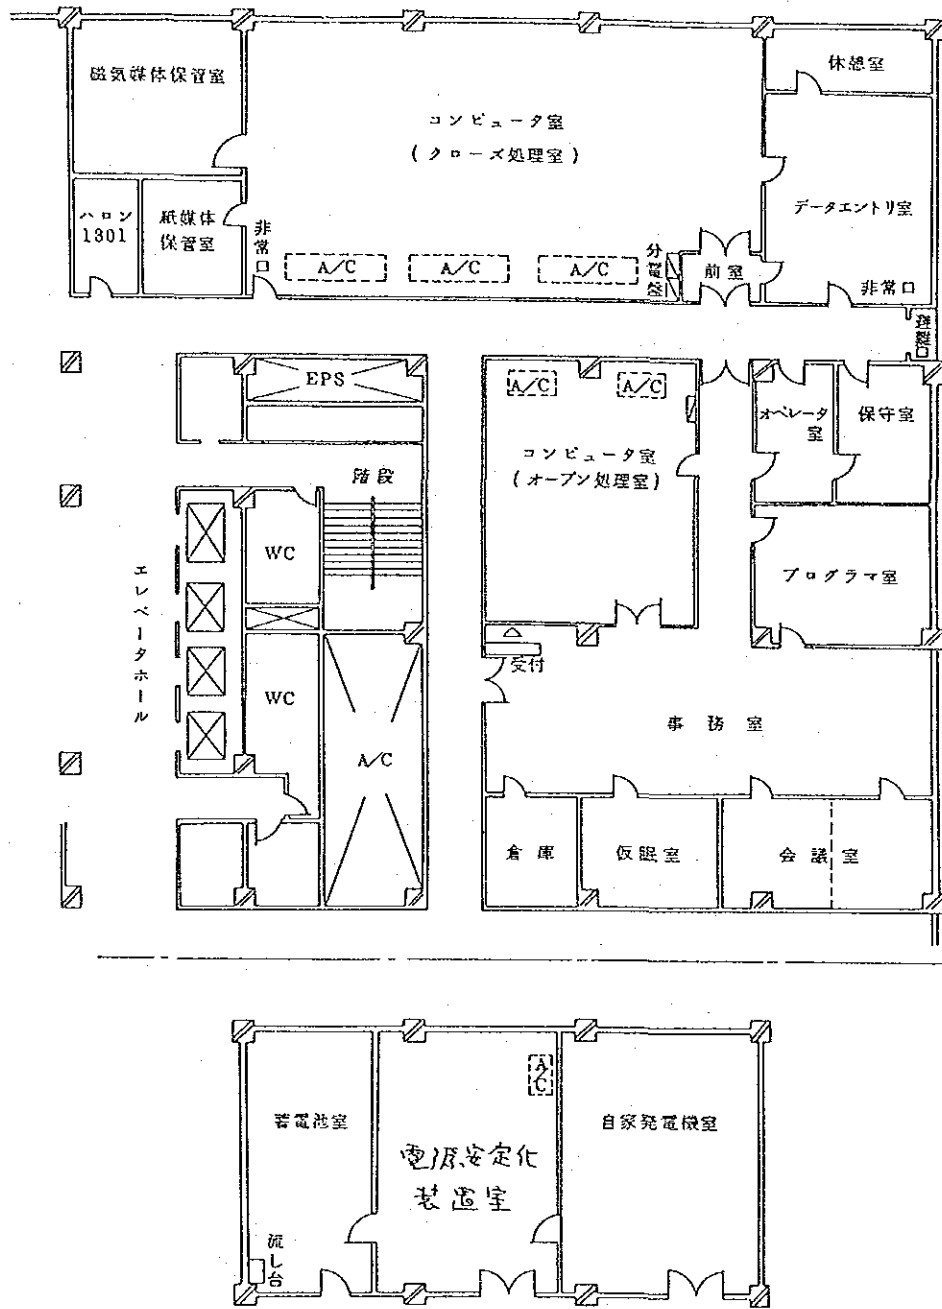 磁気媒体保管室
コンピュータ室
(クローズ処理室)
休憩室
データエントリ室
ハロン
1301
紙媒体
保管室
非常口
A/C
A/C
A/C
分電盤
前室
非常口
避難口
EPS
階段
WC
WC
A/C
エレベータホール
A/C
A/C
コンピュータ室
(オープン処理室)
オペレータ
室
保守室
プログラマ室
受付
事務室
倉庫
仮眠室
会議室
蓄電池室
流し台
A/C
電源安定化
装置室
自家発電機室